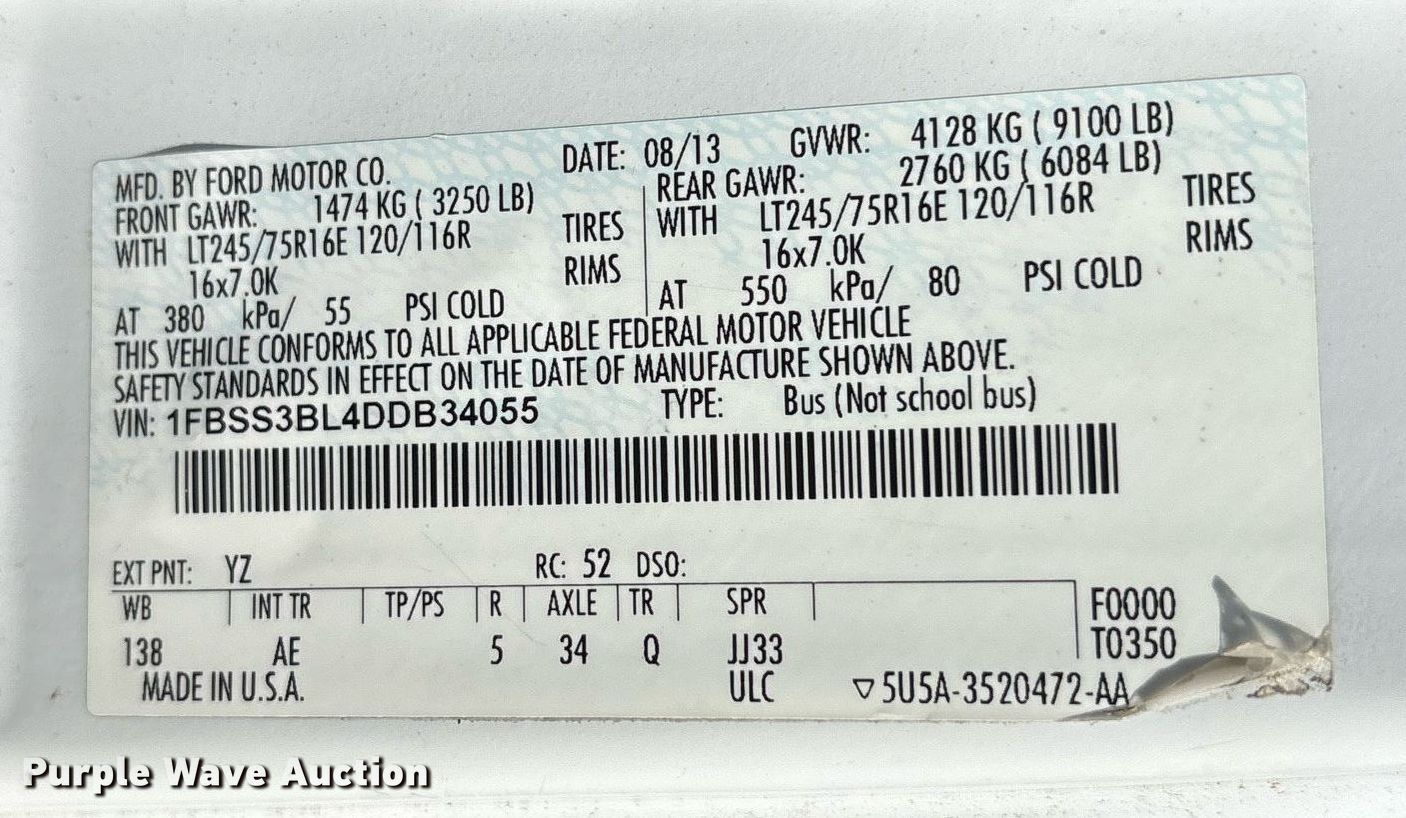 MFD. BY FORD MOTOR CO. DATE: 08/13 GVWR: 4128 KG ( 9100 LB)
FRONT GAWR: 1474 KG ( 3250 LB) REAR GAWR: 2760 KG ( 6084 LB)
WITH LT245/75R16E 120/116R TIRES WITH LT245/75R16E 120/116R TIRES
16x7.0K RIMS 16x7.0K RIMS
AT 380 kPa/ 55 PSI COLD AT 550 kPa/ 80 PSI COLD
THIS VEHICLE CONFORMS TO ALL APPLICABLE FEDERAL MOTOR VEHICLE
SAFETY STANDARDS IN EFFECT ON THE DATE OF MANUFACTURE SHOWN ABOVE.
VIN: 1FBSS3BL4DDB34055 TYPE: Bus (Not school bus)
EXT PNT: YZ RC: 52 DSO:
WB INT TR TP/PS R AXLE TR SPR F0000
138 AE 5 34 Q JJ33 T0350
MADE IN U.S.A. ULC ▽5U5A-3520472-AA
Purple Wave Auction